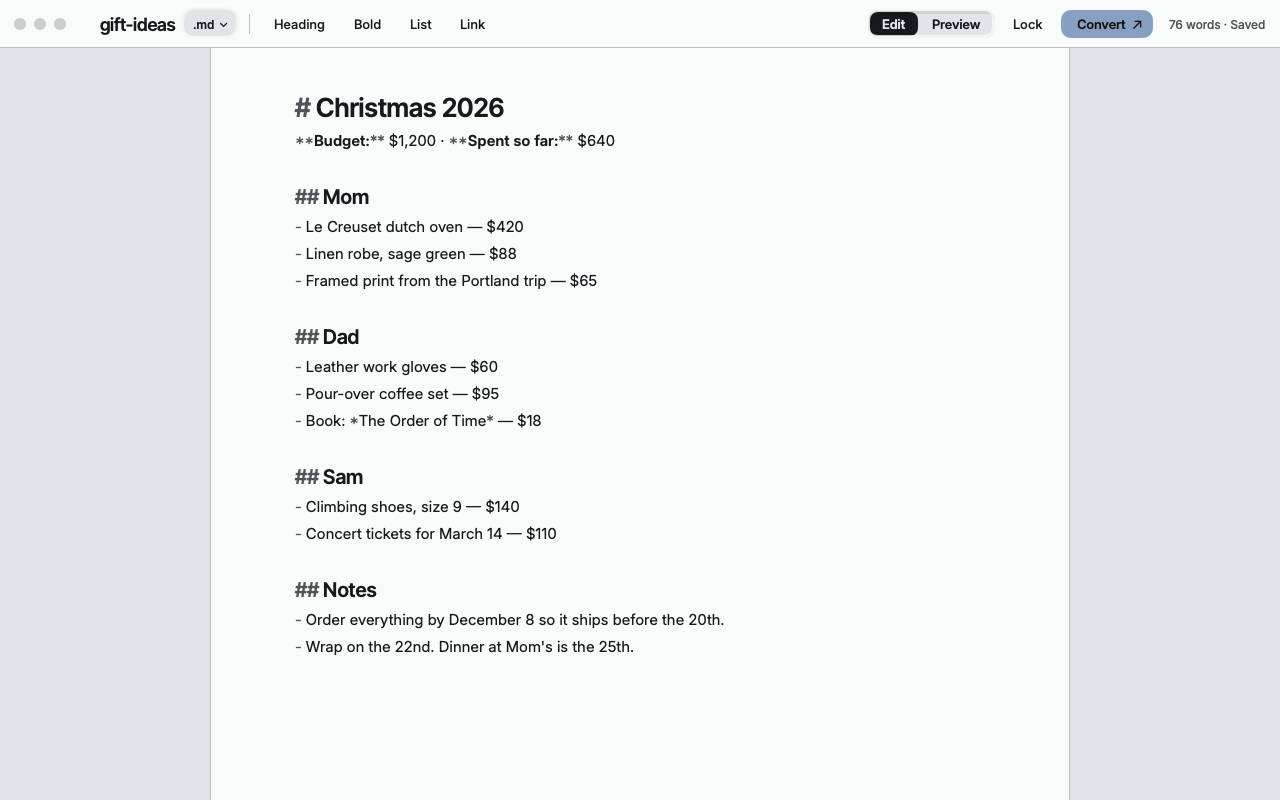 gift-ideas .md Heading Bold List Link Edit Preview Lock Convert ↗ 76 words · Saved
# Christmas 2026
**Budget:** $1,200 · **Spent so far:** $640
## Mom
- Le Creuset dutch oven — $420
- Linen robe, sage green — $88
- Framed print from the Portland trip — $65
## Dad
- Leather work gloves — $60
- Pour-over coffee set — $95
- Book: *The Order of Time* — $18
## Sam
- Climbing shoes, size 9 — $140
- Concert tickets for March 14 — $110
## Notes
- Order everything by December 8 so it ships before the 20th.
- Wrap on the 22nd. Dinner at Mom's is the 25th.